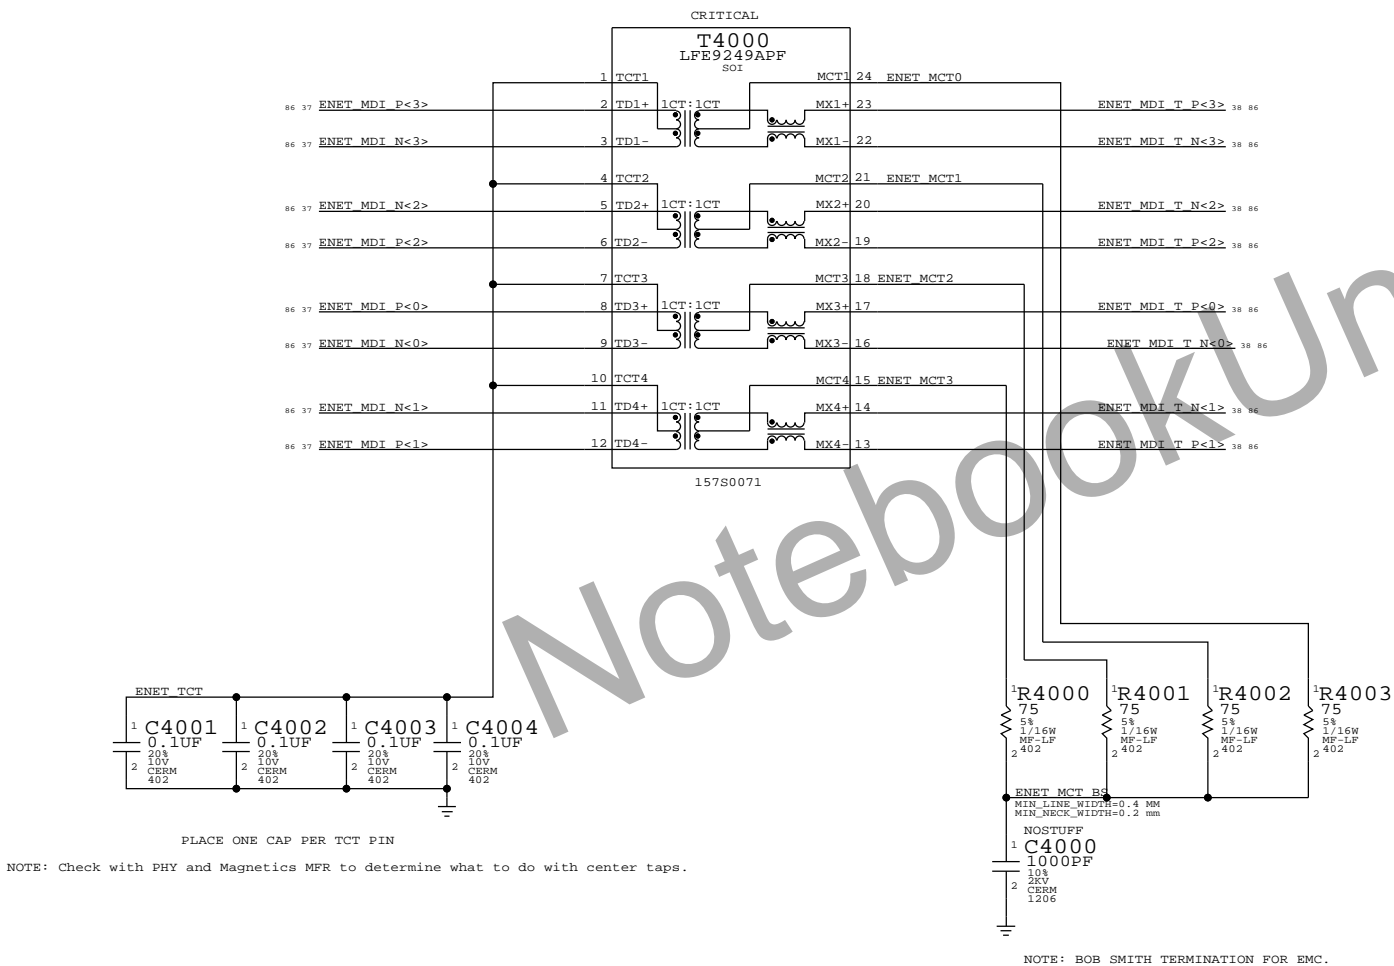 CRITICAL
T4000
LFE9249APF
SOI
1 TCT1 MCT1 24 ENET_MCT0
86 37 ENET_MDI_P<3> 2 TD1+ 1CT:1CT MX1+ 23 ENET_MDI_T_P<3> 38 86
86 37 ENET_MDI_N<3> 3 TD1- MX1- 22 ENET_MDI_T_N<3> 38 86
4 TCT2 MCT2 21 ENET_MCT1
86 37 ENET_MDI_N<2> 5 TD2+ 1CT:1CT MX2+ 20 ENET_MDI_T_N<2> 38 86
86 37 ENET_MDI_P<2> 6 TD2- MX2- 19 ENET_MDI_T_P<2> 38 86
7 TCT3 MCT3 18 ENET_MCT2
86 37 ENET_MDI_P<0> 8 TD3+ 1CT:1CT MX3+ 17 ENET_MDI_T_P<0> 38 86
86 37 ENET_MDI_N<0> 9 TD3- MX3- 16 ENET_MDI_T_N<0> 38 86
10 TCT4 MCT4 15 ENET_MCT3
86 37 ENET_MDI_N<1> 11 TD4+ 1CT:1CT MX4+ 14 ENET_MDI_T_N<1> 38 86
86 37 ENET_MDI_P<1> 12 TD4- MX4- 13 ENET_MDI_T_P<1> 38 86
157S0071
NotebookUn
ENET_TCT
1 C4001 1 C4002 1 C4003 1 C4004
0.1UF 0.1UF 0.1UF 0.1UF
20% 20% 20% 20%
10V 10V 10V 10V
2 CERM 2 CERM 2 CERM 2 CERM
402 402 402 402
1 R4000 1 R4001 1 R4002 1 R4003
75 75 75 75
5% 5% 5% 5%
1/16W 1/16W 1/16W 1/16W
MF-LF MF-LF MF-LF MF-LF
2 402 2 402 2 402 2 402
ENET_MCT_BS
MIN_LINE_WIDTH=0.4 MM
MIN_NECK_WIDTH=0.2 mm
NOSTUFF
1 C4000
1000PF
10%
2KV
2 CERM
1206
PLACE ONE CAP PER TCT PIN
NOTE: Check with PHY and Magnetics MFR to determine what to do with center taps.
NOTE: BOB SMITH TERMINATION FOR EMC.